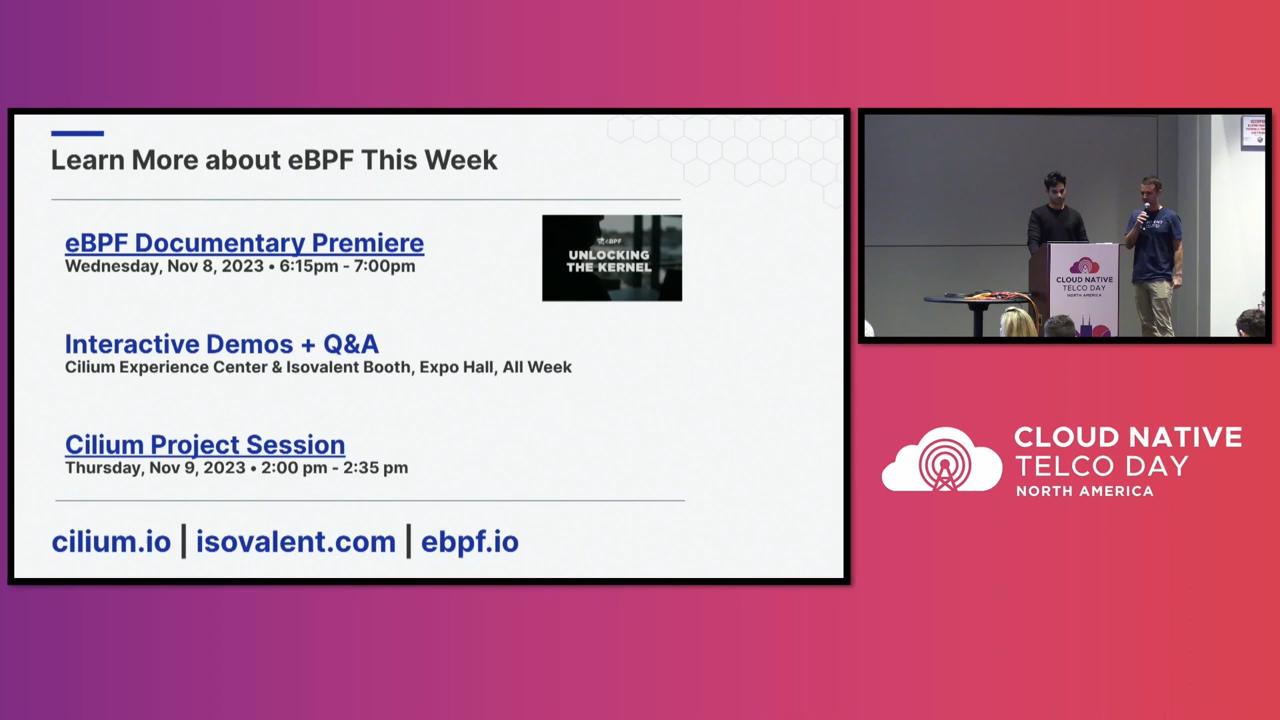 Learn More about eBPF This Week
eBPF Documentary Premiere
Wednesday, Nov 8, 2023 • 6:15pm - 7:00pm
eBPF
UNLOCKING
THE KERNEL
Interactive Demos + Q&A
Cilium Experience Center & Isovalent Booth, Expo Hall, All Week
Cilium Project Session
Thursday, Nov 9, 2023 • 2:00 pm - 2:35 pm
cilium.io | isovalent.com | ebpf.io
CLOUD NATIVE
TELCO DAY
NORTH AMERICA
CLOUD NATIVE
TELCO DAY
NORTH AMERICA